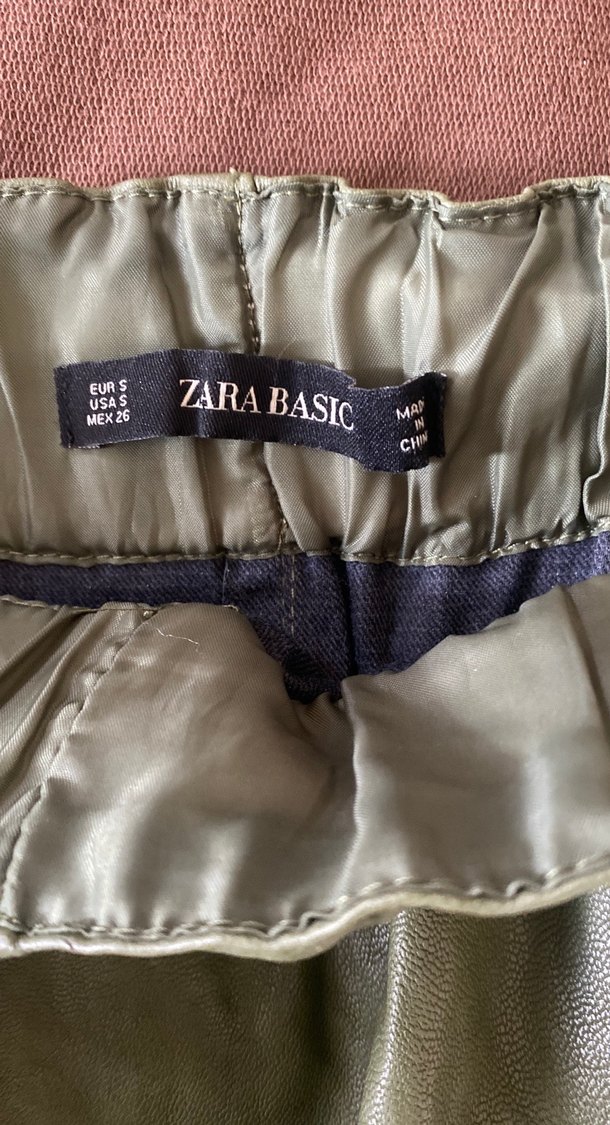 EUR S
USA S
MEX 26
ZARA BASIC
MADE
IN
CHINA